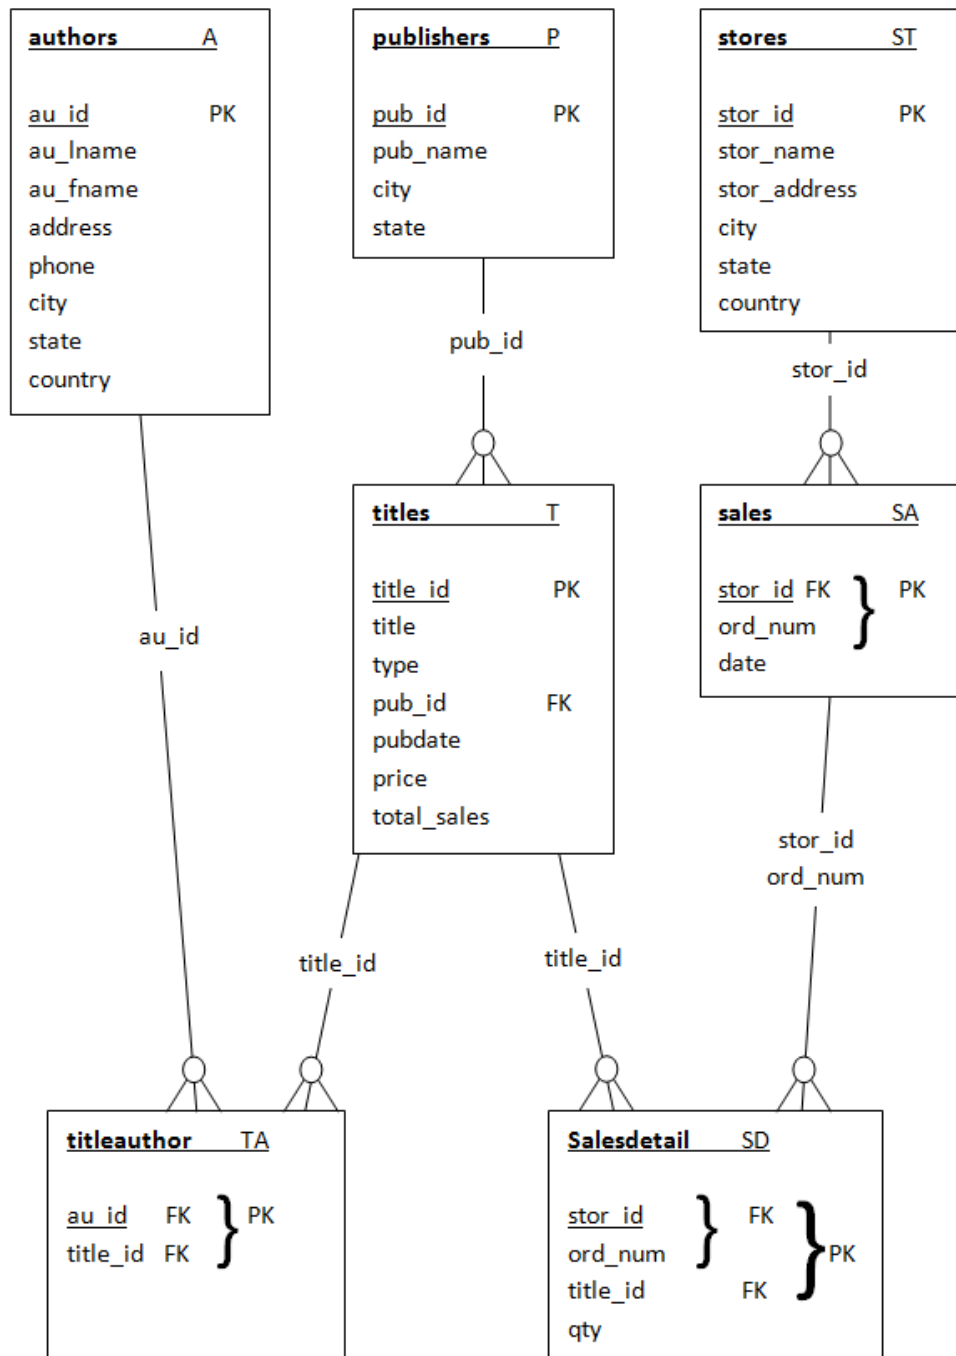 authors A
au_id PK
au_lname
au_fname
address
phone
city
state
country
publishers P
pub_id PK
pub_name
city
state
stores ST
stor_id PK
stor_name
stor_address
city
state
country
pub_id
stor_id
au_id
titles T
title_id PK
title
type
pub_id FK
pubdate
price
total_sales
sales SA
stor_id FK } PK
ord_num
date
stor_id
ord_num
title_id
title_id
titleauthor TA
au_id FK } PK
title_id FK
Salesdetail SD
stor_id } FK
ord_num } PK
title_id FK
qty